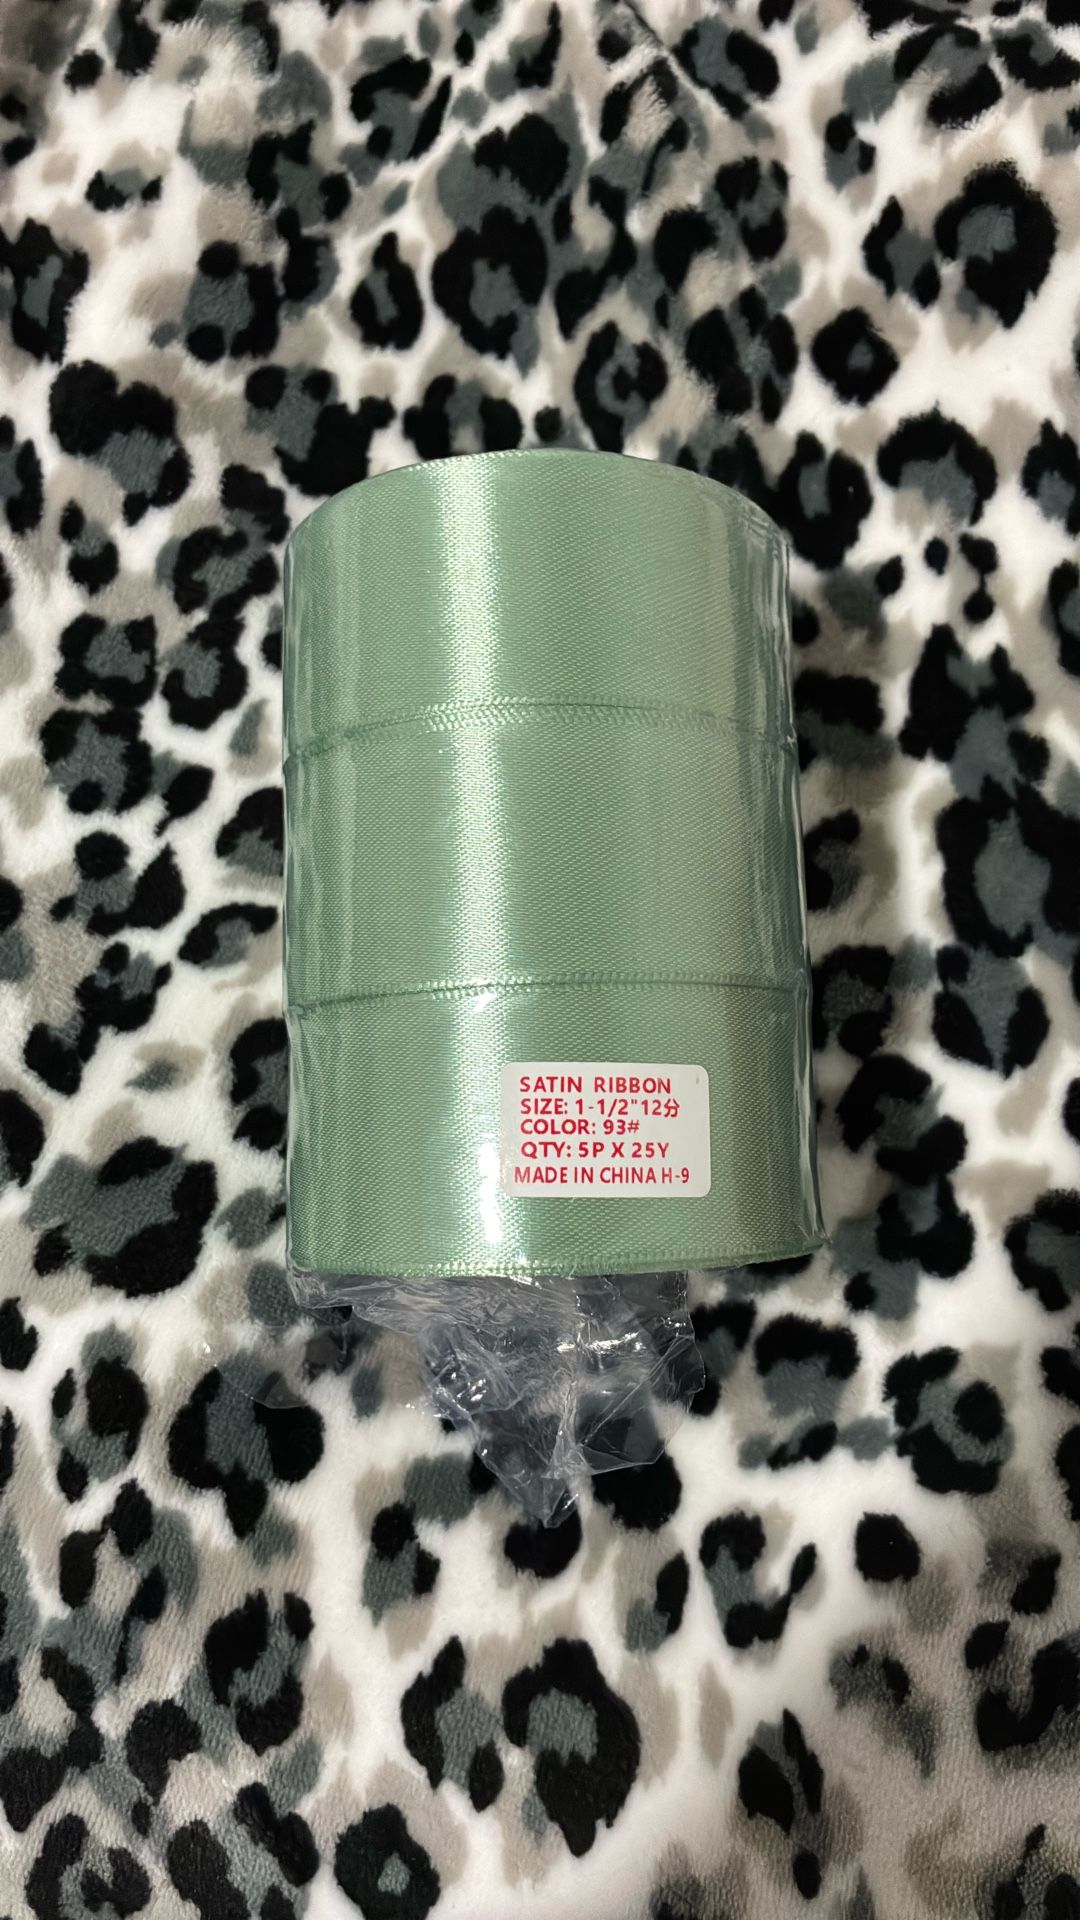 SATIN RIBBON
SIZE: 1-1/2"12分
COLOR: 93#
QTY: 5P X 25Y
MADE IN CHINA H-9